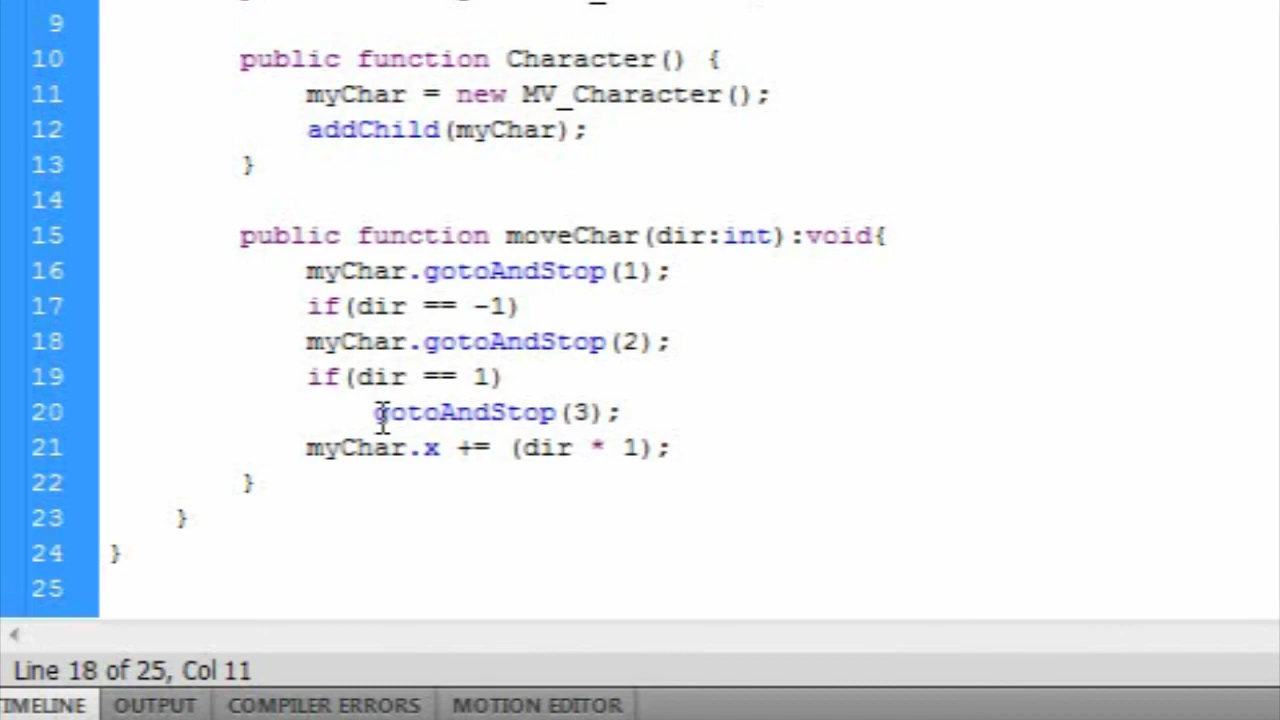 9
10 public function Character() {
11 myChar = new MV_Character();
12 addChild(myChar);
13 }
14
15 public function moveChar(dir:int):void{
16 myChar.gotoAndStop(1);
17 if(dir == -1)
18 myChar.gotoAndStop(2);
19 if(dir == 1)
20 gotoAndStop(3);
21 myChar.x += (dir * 1);
22 }
23 }
24 }
25
Line 18 of 25, Col 11
TIMELINE OUTPUT COMPILER ERRORS MOTION EDITOR